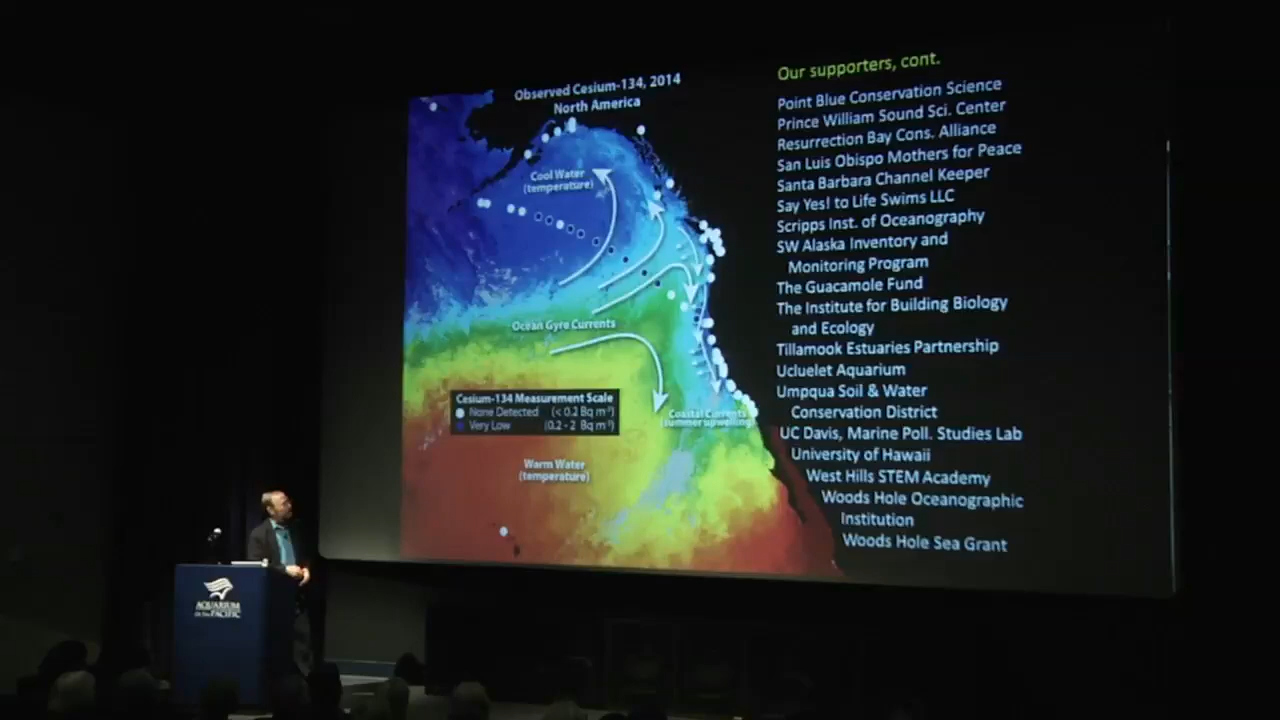 Observed Cesium-134, 2014
North America
Cool Water
(temperature)
Ocean Gyre Currents
Cesium-134 Measurement Scale
None Detected (< 0.2 Bq m⁻³)
Very Low (0.2 - 2 Bq m⁻³)
Coastal Currents
(summer upwelling)
Warm Water
(temperature)
Our supporters, cont.
Point Blue Conservation Science
Prince William Sound Sci. Center
Resurrection Bay Cons. Alliance
San Luis Obispo Mothers for Peace
Santa Barbara Channel Keeper
Say Yes! to Life Swims LLC
Scripps Inst. of Oceanography
SW Alaska Inventory and
Monitoring Program
The Guacamole Fund
The Institute for Building Biology
and Ecology
Tillamook Estuaries Partnership
Ucluelet Aquarium
Umpqua Soil & Water
Conservation District
UC Davis, Marine Poll. Studies Lab
University of Hawaii
West Hills STEM Academy
Woods Hole Oceanographic
Institution
Woods Hole Sea Grant
AQUARIUM
OF THE PACIFIC